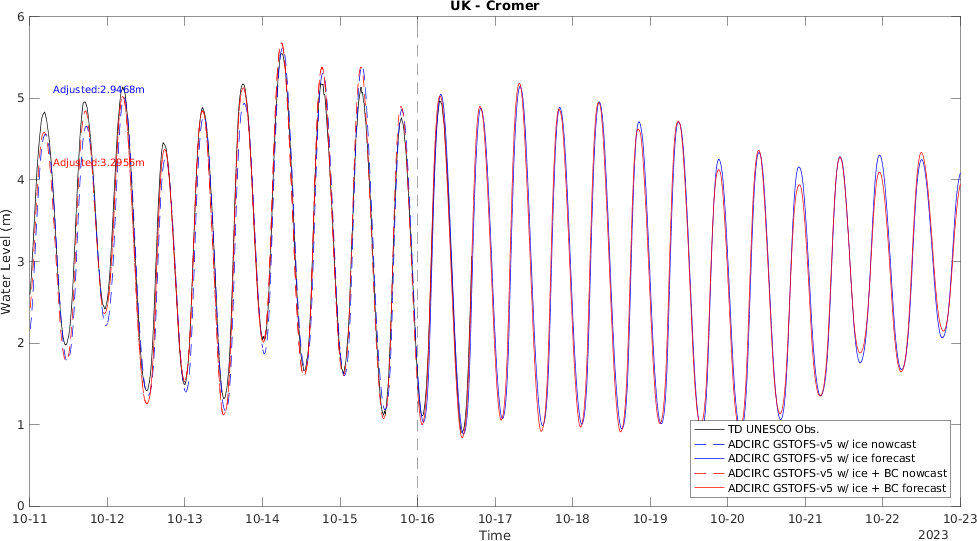 UK - Cromer
6
5
4
3
2
1
0
Water Level (m)
Adjusted:2.9468m
Adjusted:3.2955m
TD UNESCO Obs.
ADCIRC GSTOFS-v5 w/ ice nowcast
ADCIRC GSTOFS-v5 w/ ice forecast
ADCIRC GSTOFS-v5 w/ ice + BC nowcast
ADCIRC GSTOFS-v5 w/ ice + BC forecast
10-11 10-12 10-13 10-14 10-15 10-16 10-17 10-18 10-19 10-20 10-21 10-22 10-23
Time
2023